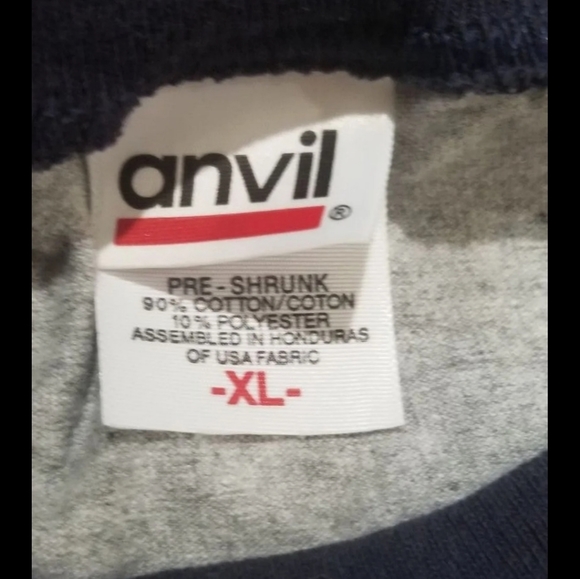 anvil®
PRE-SHRUNK
90% COTTON/COTON
10% POLYESTER
ASSEMBLED IN HONDURAS
OF USA FABRIC
-XL-